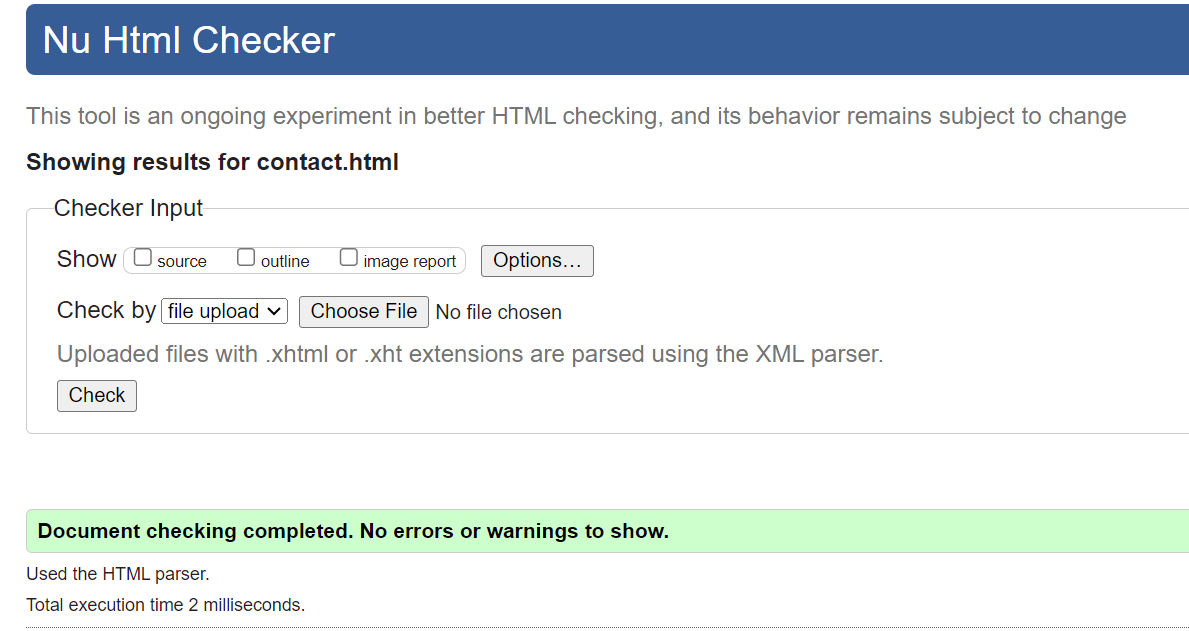 Nu Html Checker
This tool is an ongoing experiment in better HTML checking, and its behavior remains subject to change
Showing results for contact.html
Checker Input
Show source outline image report Options...
Check by file upload Choose File No file chosen
Uploaded files with .xhtml or .xht extensions are parsed using the XML parser.
Check
Document checking completed. No errors or warnings to show.
Used the HTML parser.
Total execution time 2 milliseconds.